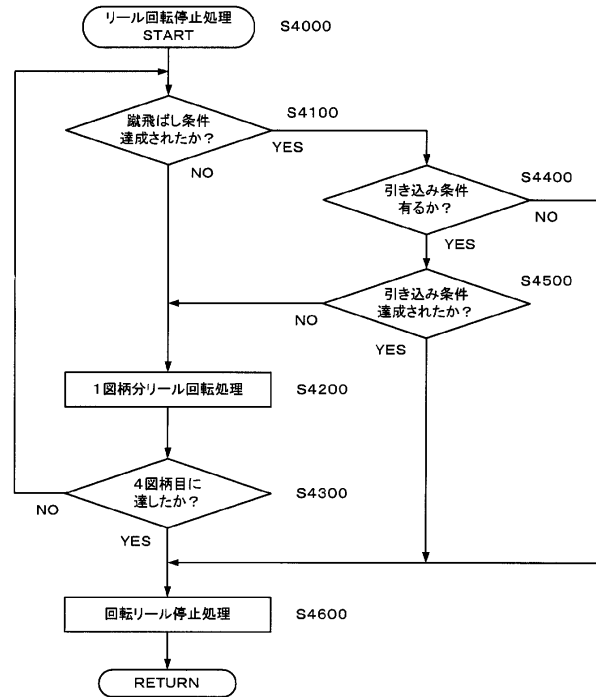 リール回転停止処理
START
S4000
蹴飛ばし条件
達成されたか?
S4100
YES
NO
引き込み条件
有るか?
S4400
NO
YES
引き込み条件
達成されたか?
S4500
NO
YES
1図柄分リール回転処理
S4200
4図柄目に
達したか?
S4300
NO
YES
回転リール停止処理
S4600
RETURN